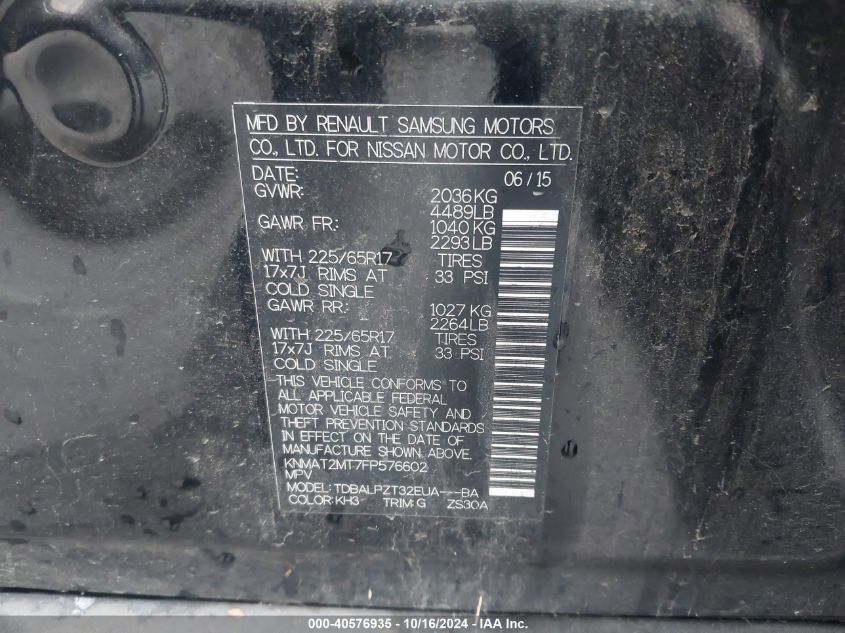 MFD BY RENAULT SAMSUNG MOTORS
CO., LTD. FOR NISSAN MOTOR CO., LTD.
DATE: 06/15
GVWR: 2036KG
4489LB
GAWR FR: 1040KG
2293LB
WITH 225/65R17 TIRES
17x7J RIMS AT 33 PSI
COLD SINGLE
GAWR RR: 1027KG
2264LB
WITH 225/65R17 TIRES
17x7J RIMS AT 33 PSI
COLD SINGLE
THIS VEHICLE CONFORMS TO
ALL APPLICABLE FEDERAL
MOTOR VEHICLE SAFETY AND
THEFT PREVENTION STANDARDS
IN EFFECT ON THE DATE OF
MANUFACTURE SHOWN ABOVE.
KNMAT2MT7FP576602
MPV
MODEL: TDBALPZT32EUA---BA
COLOR: KH3 TRIM: G ZS30A
000-40576935 - 10/16/2024 - IAA Inc.